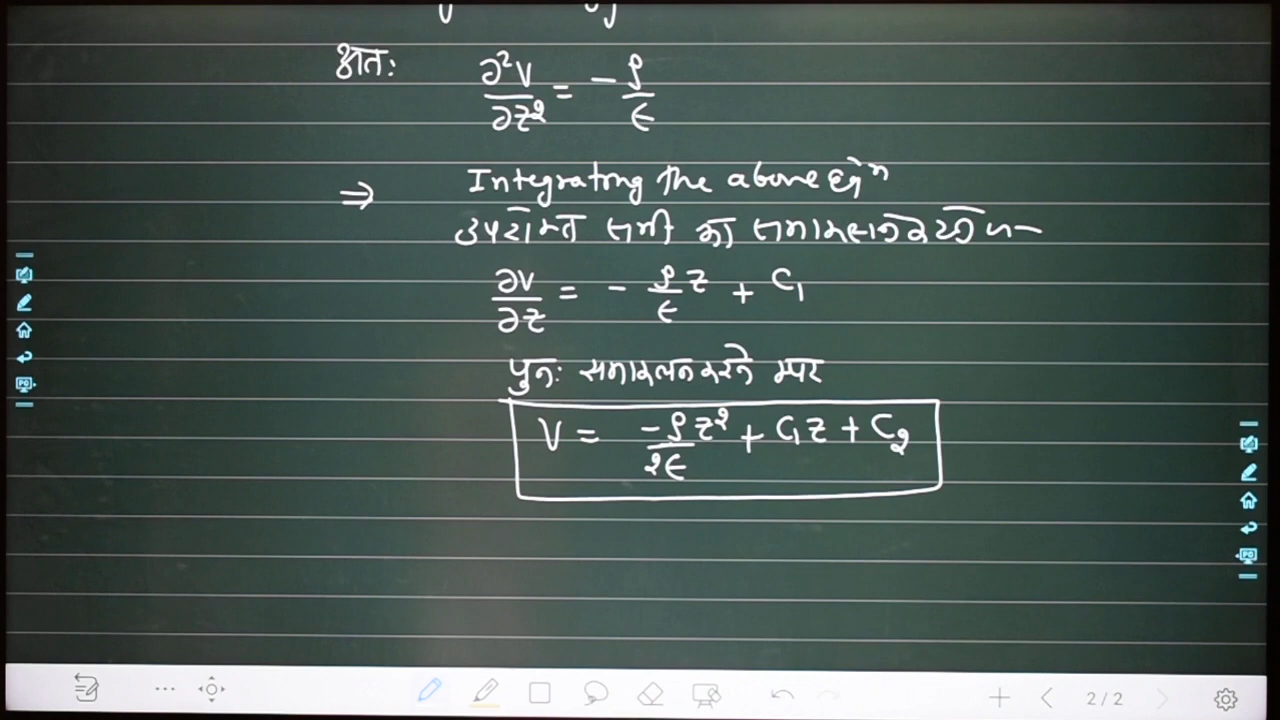 अतः ∂²V/∂z² = -ρ/ϵ
⇒ Integrating the above eqⁿ
उपरोक्त समी का समाकलन करने पर
∂V/∂z = - ρ/ϵ z + C₁
पुनः समाकलन करने पर
V = -ρz²/2ϵ + C₁z + C₂
2/2